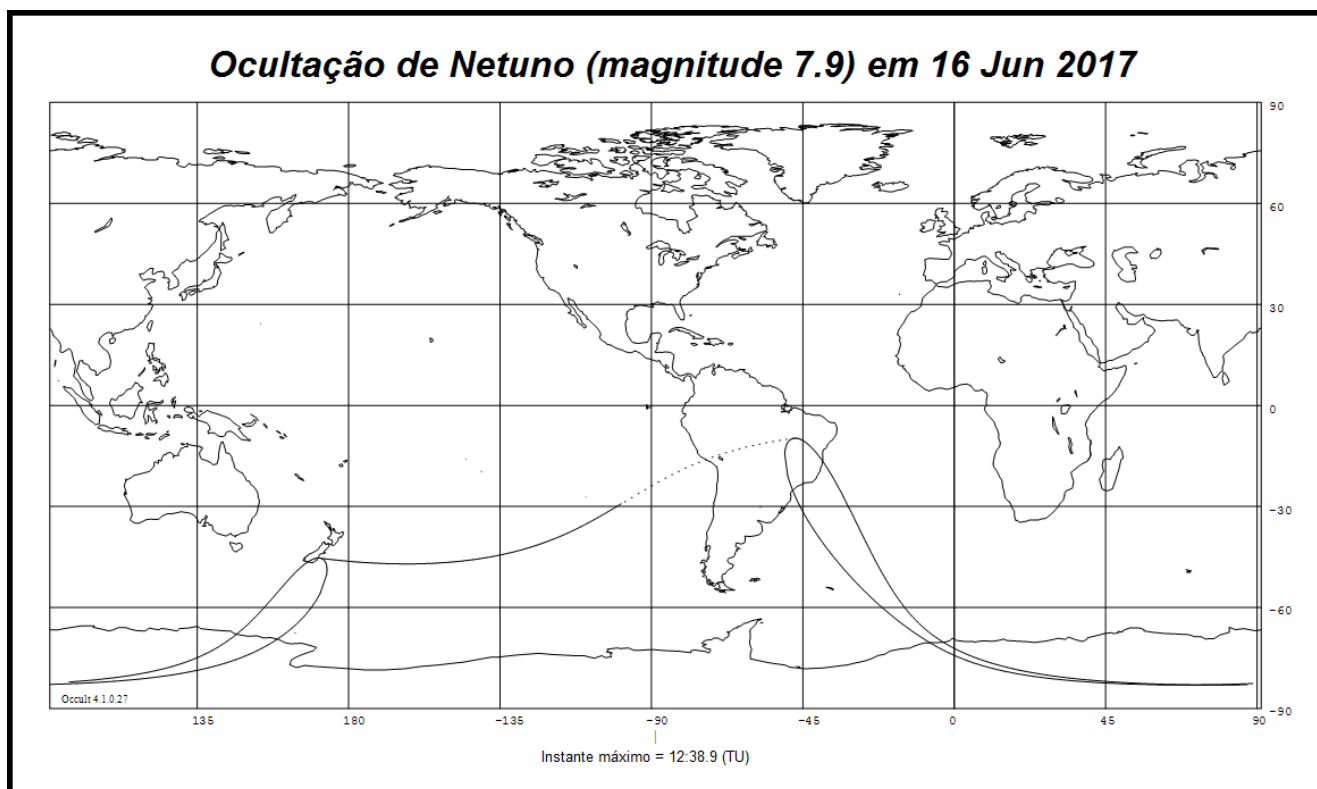 Ocultação de Netuno (magnitude 7.9) em 16 Jun 2017
90
60
30
0
-30
-60
-90
Occult 4.1.0.27
135 180 -135 -90 -45 0 45 90
Instante máximo = 12:38.9 (TU)